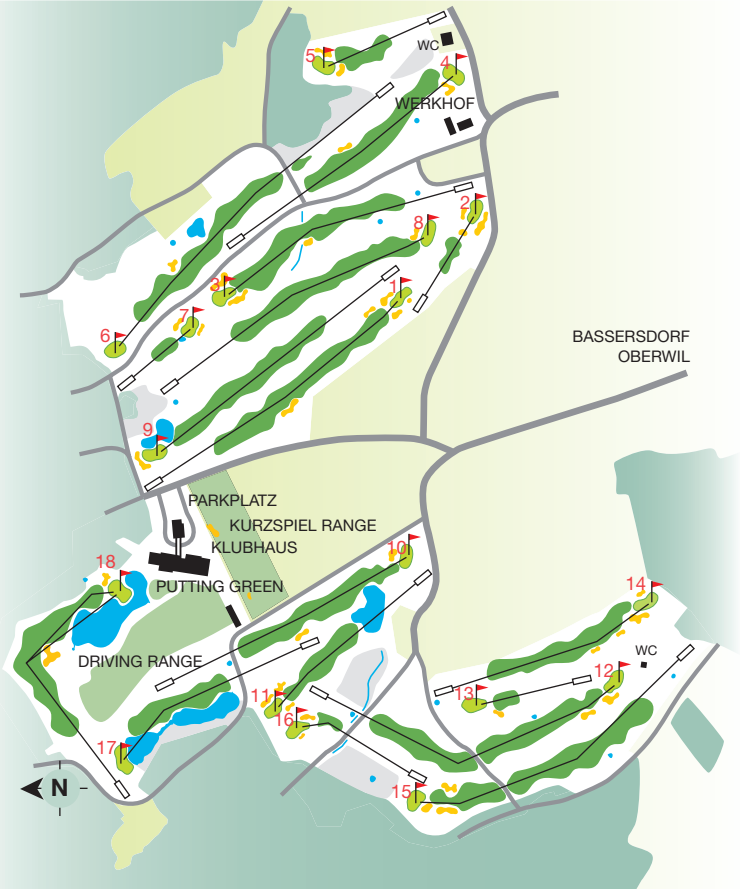 5
WC
4
WERKHOF
2
8
3
1
7
6
BASSERSDORF
OBERWIL
9
PARKPLATZ
KURZSPIEL RANGE
KLUBHAUS
10
18
PUTTING GREEN
14
WC
DRIVING RANGE
12
13
11
16
17
N
15